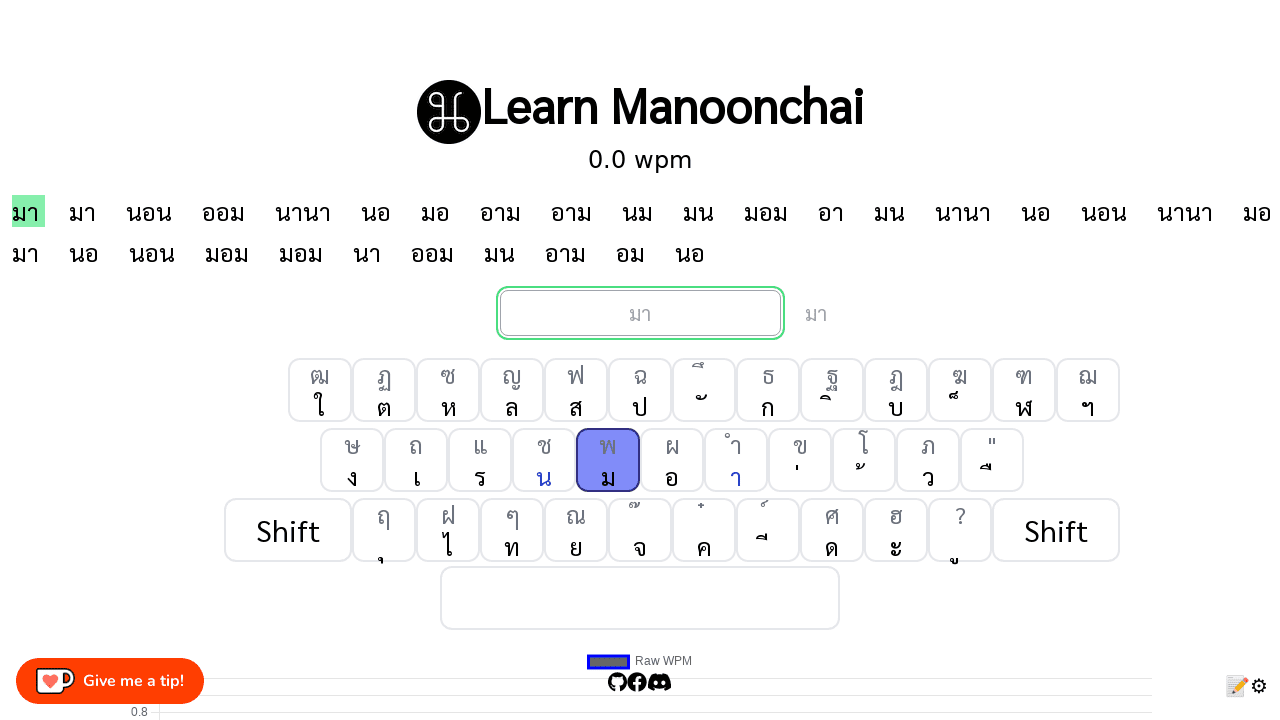 Learn Manoonchai
0.0 wpm
มา มา นอน ออม นานา นอ มอ อาม อาม นม มน มอม อา มน นานา นอ นอน นานา มอ
มา นอ นอน มอม มอม นา ออม มน อาม อม นอ
มา มา
ฒ ฏ ซ ญ ฟ ฉ ึ ธ ฐ ฎ ฆ ฑ ฌ
ใ ต ห ล ส ป ั ก ิ บ ็ ฬ ฯ
ษ ถ แ ช พ ผ ำ ข โ ภ "
ง เ ร น ม อ า ่ ้ ว ื
Shift ฤ ฝ ๆ ณ ๊ ๋ ์ ศ ฮ ? Shift
ุ ไ ท ย จ ค ี ด ะ ู
Raw WPM
Give me a tip!
0.8